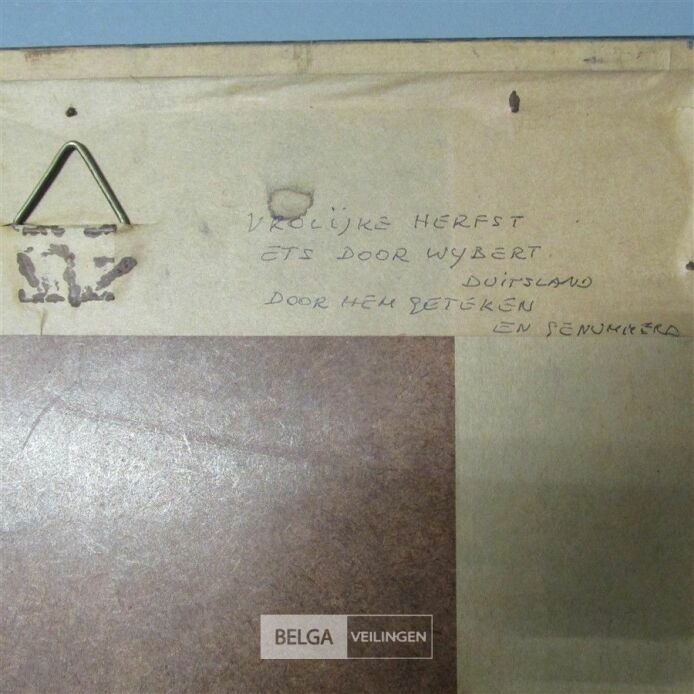 VROLIJKE HERFST
ETS DOOR WYBERT.
DUITSLAND
DOOR HEM GETEKEN
EN GENUMMERD
BELGA VEILINGEN